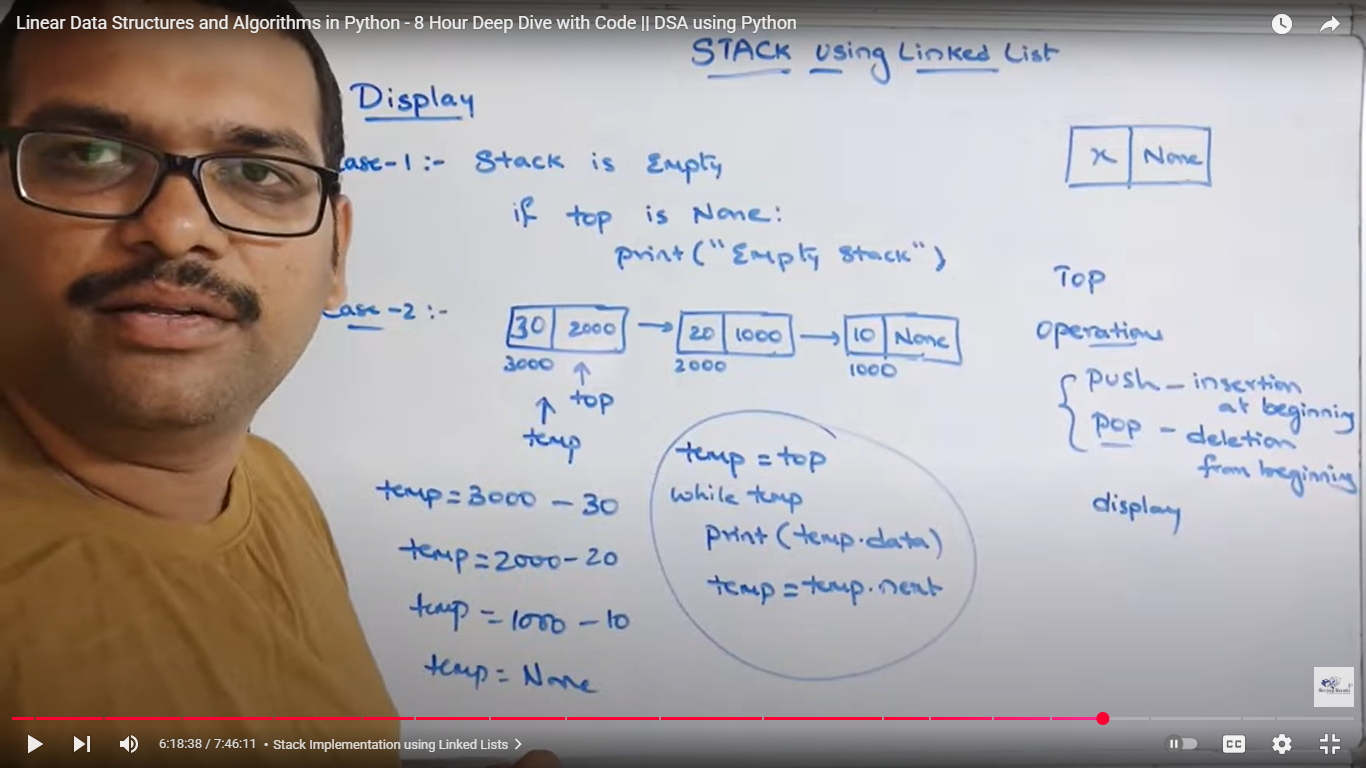 Linear Data Structures and Algorithms in Python - 8 Hour Deep Dive with Code || DSA using Python
STACK using Linked List
Display
Case-1 :- Stack is Empty
if top is None:
print("Empty Stack")
x None
Case-2 :-
30 2000 → 20 1000 → 10 None
3000 2000 1000
↑ top
↑ temp
temp = 3000 - 30
temp = 2000 - 20
temp = 1000 - 10
temp = None
temp = top
while temp
print(temp.data)
temp = temp.next
Top
Operations
push - insertion
at beginning
pop - deletion
from beginning
display
6:18:38 / 7:46:11 • Stack Implementation using Linked Lists >
CC